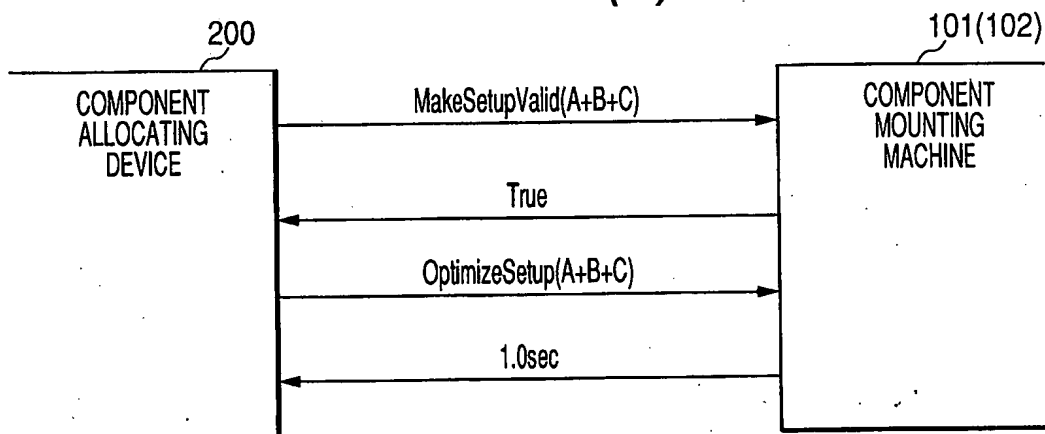 200
101(102)
COMPONENT
ALLOCATING
DEVICE
MakeSetupValid(A+B+C)
COMPONENT
MOUNTING
MACHINE
True
OptimizeSetup(A+B+C)
1.0sec